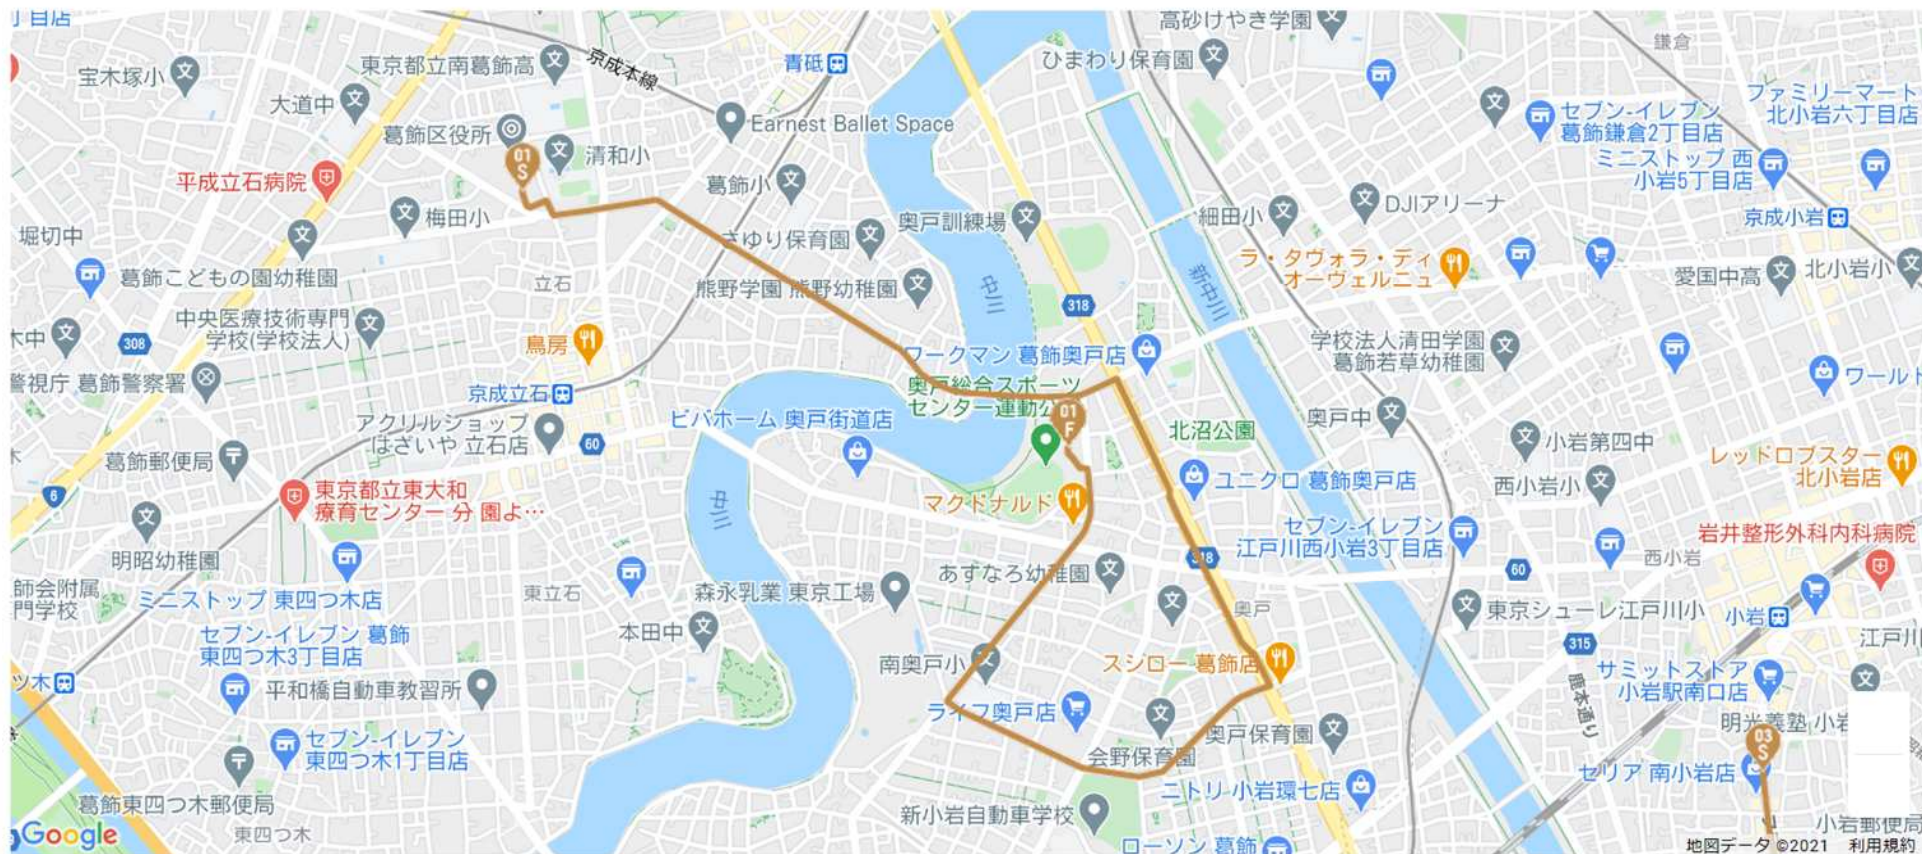 丁目店
宝木塚小
東京都立南葛飾高
大道中
葛飾区役所
01
S
清和小
京成本線
青砥
Earnest Ballet Space
ひまわり保育園
高砂けやき学園
鎌倉
セブン-イレブン
葛飾鎌倉2丁目店
ファミリーマート
北小岩六丁目店
ミニストップ 西
小岩5丁目店
平成立石病院
梅田小
葛飾小
さゆり保育園
奥戸訓練場
細田小
DJIアリーナ
京成小岩
堀切中
葛飾こどもの園幼稚園
立石
熊野学園 熊野幼稚園
中川
新中川
ラ・タヴォラ・ディ
オーヴェルニュ
愛国中高
北小岩小
木中
308
中央医療技術専門
学校(学校法人)
鳥房
318
ワークマン 葛飾奥戸店
学校法人清田学園
葛飾若草幼稚園
警視庁 葛飾警察署
京成立石
奥戸総合スポーツ
センター運動公
01
F
ワールド
アクリルショップ
はざいや 立石店
60
ビバホーム 奥戸街道店
北沼公園
奥戸中
小岩第四中
葛飾郵便局
レッドロブスター
北小岩店
6
東京都立東大和
療育センター 分 園よ…
中川
マクドナルド
ユニクロ 葛飾奥戸店
西小岩小
明昭幼稚園
セブン-イレブン
江戸川西小岩3丁目店
岩井整形外科内科病院
318
60
西小岩
師会附属
門学校
ミニストップ 東四つ木店
東立石
森永乳業 東京工場
あすなろ幼稚園
奥戸
東京シューレ江戸川小
小岩
江戸川
セブン-イレブン 葛飾
東四つ木3丁目店
本田中
南奥戸小
スシロー 葛飾店
315
サミットストア
小岩駅南口店
ツ木
平和橋自動車教習所
ライフ奥戸店
鹿本通り
明光義塾 小岩
03
S
セブン-イレブン
東四つ木1丁目店
会野保育園
奥戸保育園
セリア 南小岩店
葛飾東四つ木郵便局
新小岩自動車学校
ニトリ 小岩環七店
小岩郵便局
Google
東四つ木
ローソン 葛飾
地図データ ©2021 利用規約